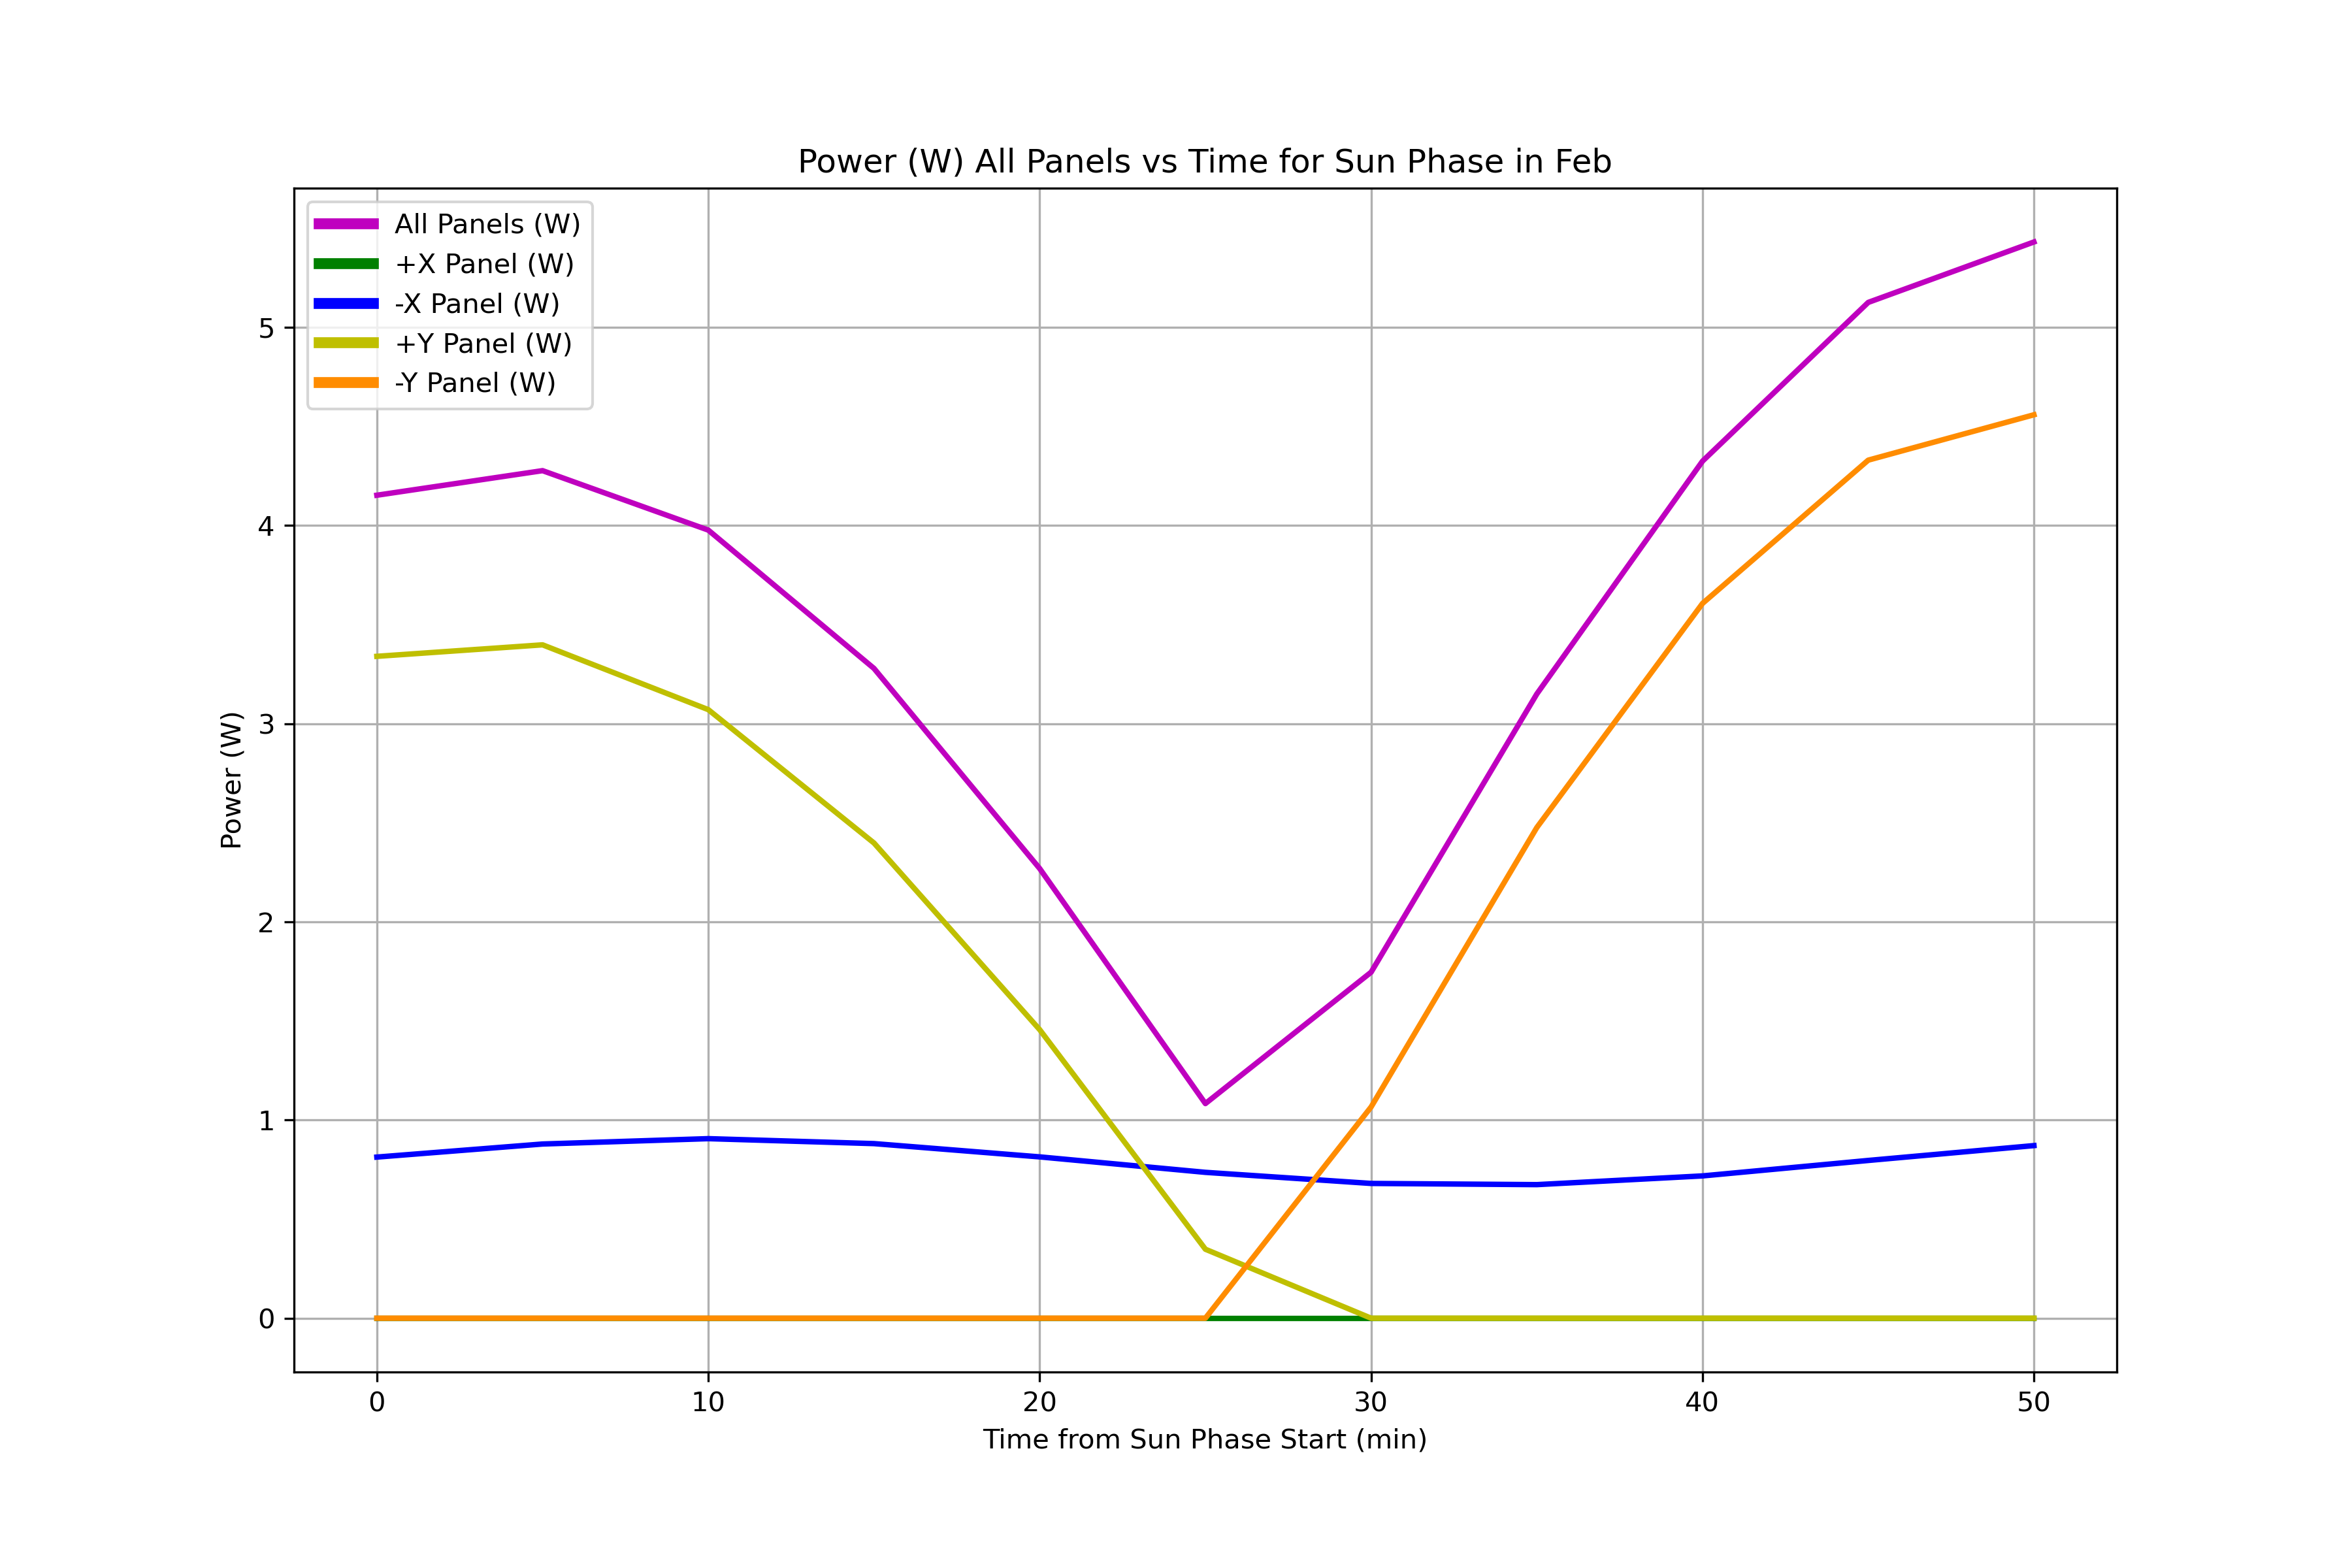 Power (W) All Panels vs Time for Sun Phase in Feb
All Panels (W)
+X Panel (W)
-X Panel (W)
+Y Panel (W)
-Y Panel (W)
5
4
3
2
1
0
Power (W)
0 10 20 30 40 50
Time from Sun Phase Start (min)